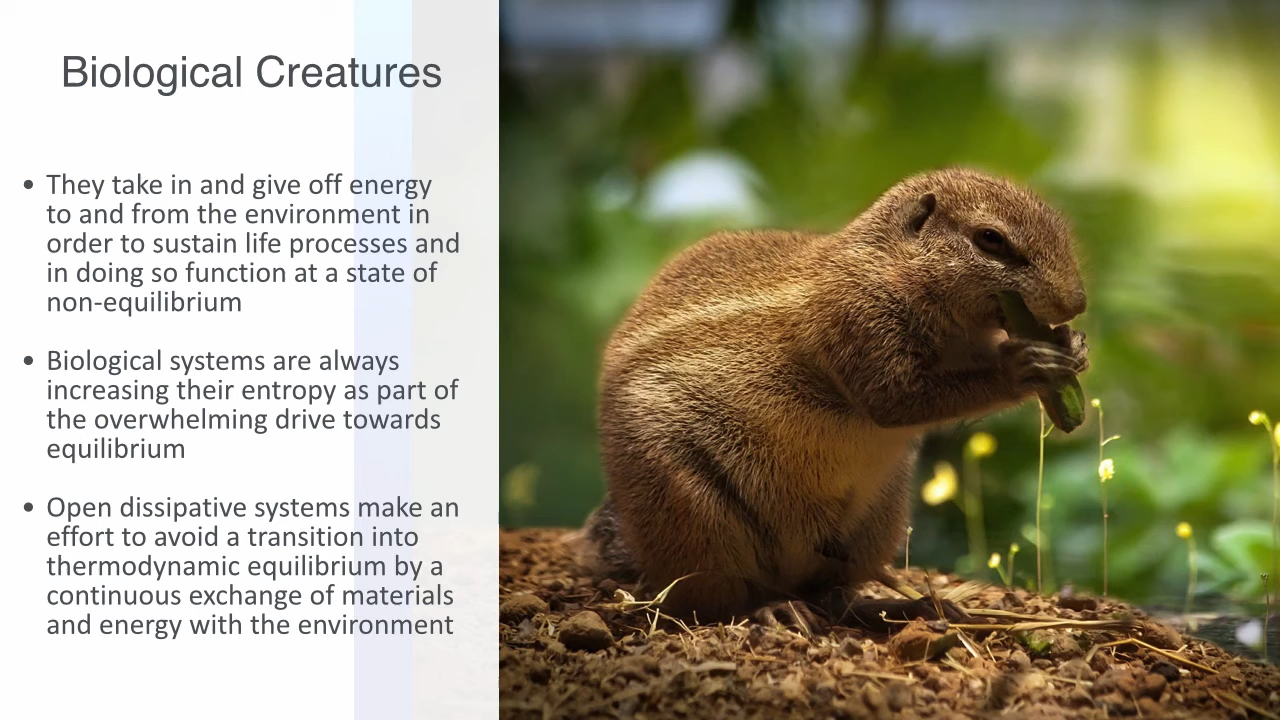 Biological Creatures
• They take in and give off energy
to and from the environment in
order to sustain life processes and
in doing so function at a state of
non-equilibrium
• Biological systems are always
increasing their entropy as part of
the overwhelming drive towards
equilibrium
• Open dissipative systems make an
effort to avoid a transition into
thermodynamic equilibrium by a
continuous exchange of materials
and energy with the environment